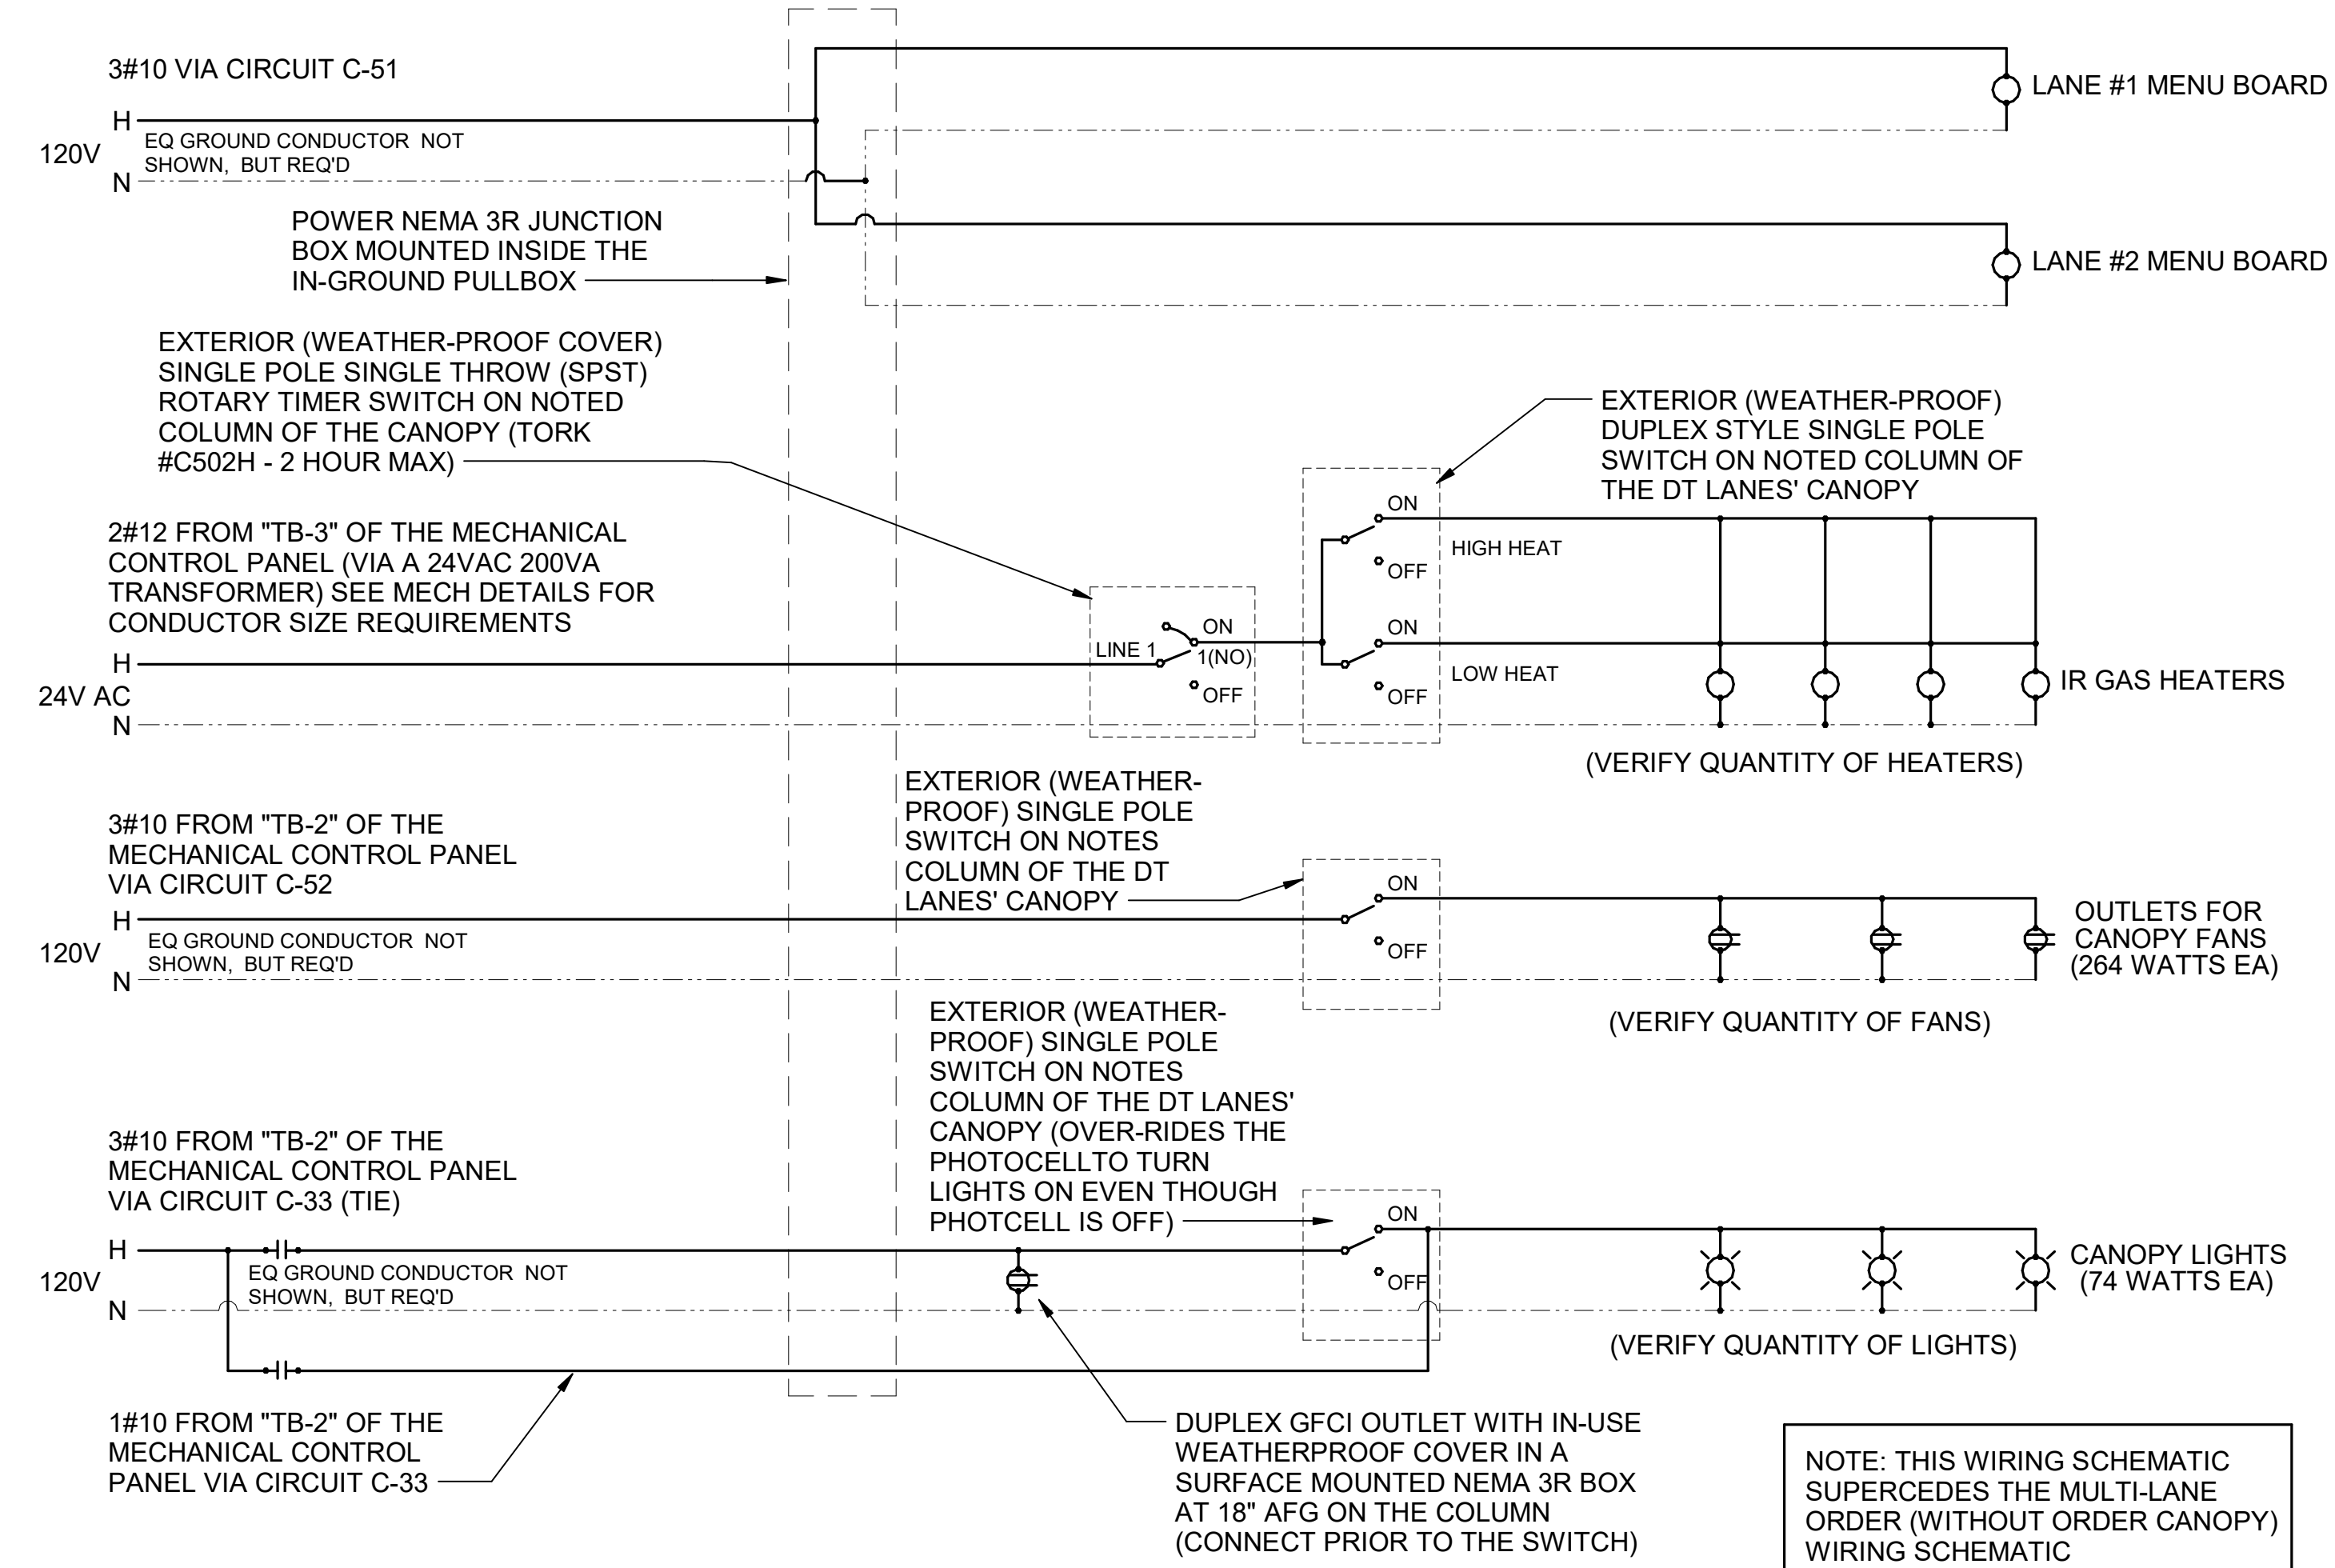 3#10 VIA CIRCUIT C-51
LANE #1 MENU BOARD
H
EQ GROUND CONDUCTOR  NOT
SHOWN,  BUT REQ'D
120V
N
POWER NEMA 3R JUNCTION
BOX MOUNTED INSIDE THE
IN-GROUND PULLBOX
LANE #2 MENU BOARD
EXTERIOR (WEATHER-PROOF COVER)
SINGLE POLE SINGLE THROW (SPST)
ROTARY TIMER SWITCH ON NOTED
COLUMN OF THE CANOPY (TORK
#C502H - 2 HOUR MAX)
EXTERIOR (WEATHER-PROOF)
DUPLEX STYLE SINGLE POLE
SWITCH ON NOTED COLUMN OF
THE DT LANES' CANOPY
2#12 FROM "TB-3" OF THE MECHANICAL
CONTROL PANEL (VIA A 24VAC 200VA
TRANSFORMER) SEE MECH DETAILS FOR
CONDUCTOR SIZE REQUIREMENTS
H
24V AC
N
LINE 1
ON
1(NO)
OFF
ON
HIGH HEAT
OFF
ON
LOW HEAT
OFF
IR GAS HEATERS
(VERIFY QUANTITY OF HEATERS)
3#10 FROM "TB-2" OF THE
MECHANICAL CONTROL PANEL
VIA CIRCUIT C-52
H
EQ GROUND CONDUCTOR  NOT
SHOWN,  BUT REQ'D
120V
N
EXTERIOR (WEATHER-
PROOF) SINGLE POLE
SWITCH ON NOTES
COLUMN OF THE DT
LANES' CANOPY
ON
OFF
OUTLETS FOR
CANOPY FANS
(264 WATTS EA)
(VERIFY QUANTITY OF FANS)
EXTERIOR (WEATHER-
PROOF) SINGLE POLE
SWITCH ON NOTES
COLUMN OF THE DT LANES'
CANOPY (OVER-RIDES THE
PHOTOCELLTO TURN
LIGHTS ON EVEN THOUGH
PHOTCELL IS OFF)
3#10 FROM "TB-2" OF THE
MECHANICAL CONTROL PANEL
VIA CIRCUIT C-33 (TIE)
H
EQ GROUND CONDUCTOR  NOT
SHOWN,  BUT REQ'D
120V
N
ON
OFF
CANOPY LIGHTS
(74 WATTS EA)
(VERIFY QUANTITY OF LIGHTS)
1#10 FROM "TB-2" OF THE
MECHANICAL CONTROL
PANEL VIA CIRCUIT C-33
DUPLEX GFCI OUTLET WITH IN-USE
WEATHERPROOF COVER IN A
SURFACE MOUNTED NEMA 3R BOX
AT 18" AFG ON THE COLUMN
(CONNECT PRIOR TO THE SWITCH)
NOTE: THIS WIRING SCHEMATIC
SUPERCEDES THE MULTI-LANE
ORDER (WITHOUT ORDER CANOPY)
WIRING SCHEMATIC